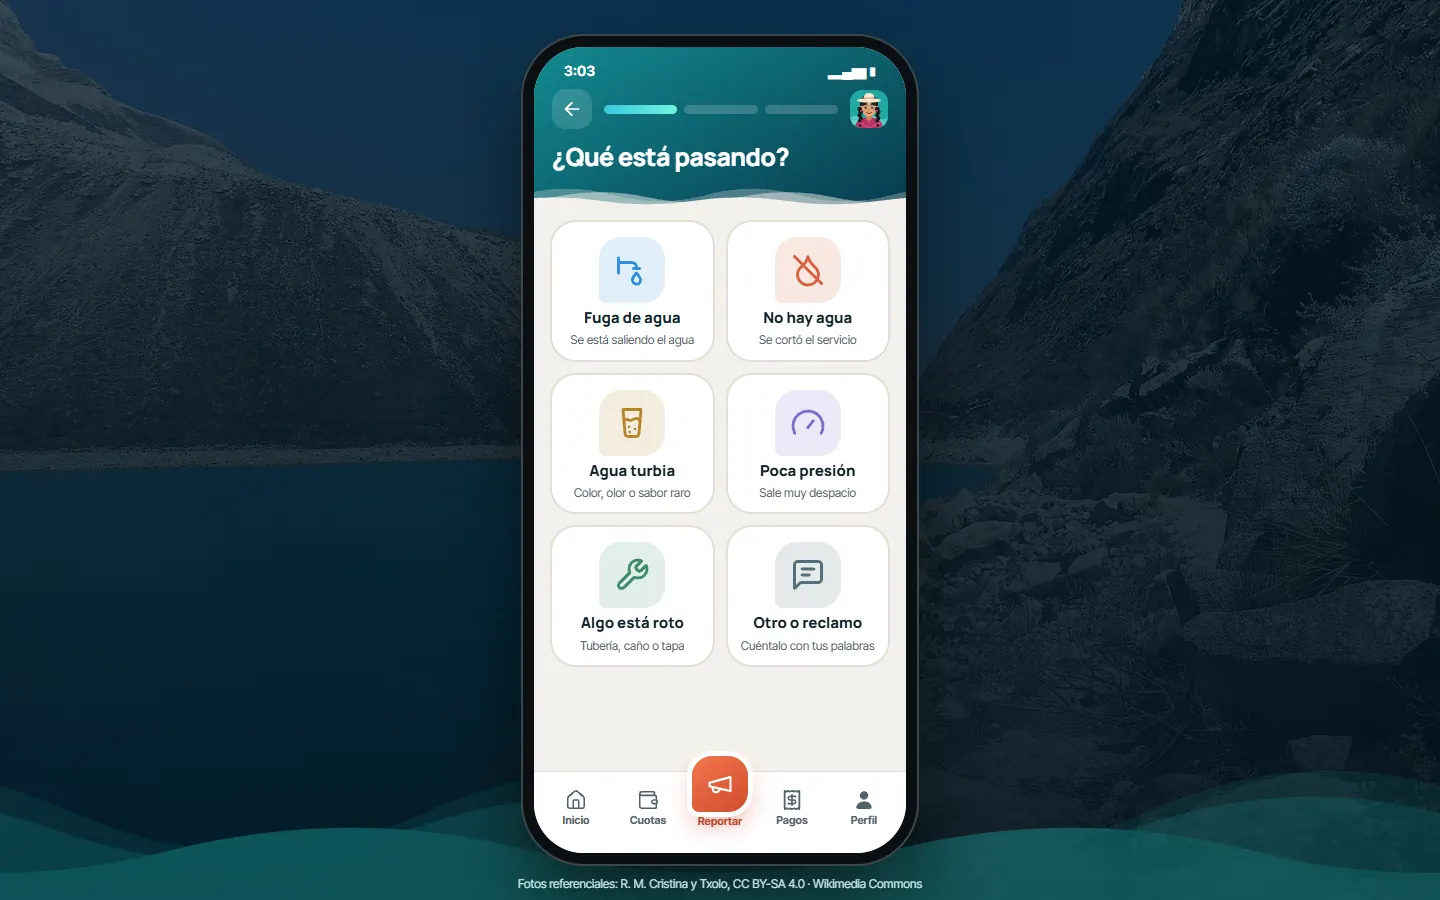 3:03
¿Qué está pasando?
Fuga de agua
Se está saliendo el agua
No hay agua
Se cortó el servicio
Agua turbia
Color, olor o sabor raro
Poca presión
Sale muy despacio
Algo está roto
Tubería, caño o tapa
Otro o reclamo
Cuéntalo con tus palabras
Inicio
Cuotas
Reportar
Pagos
Perfil
Fotos referenciales: R. M. Cristina y Txolo, CC BY-SA 4.0 · Wikimedia Commons